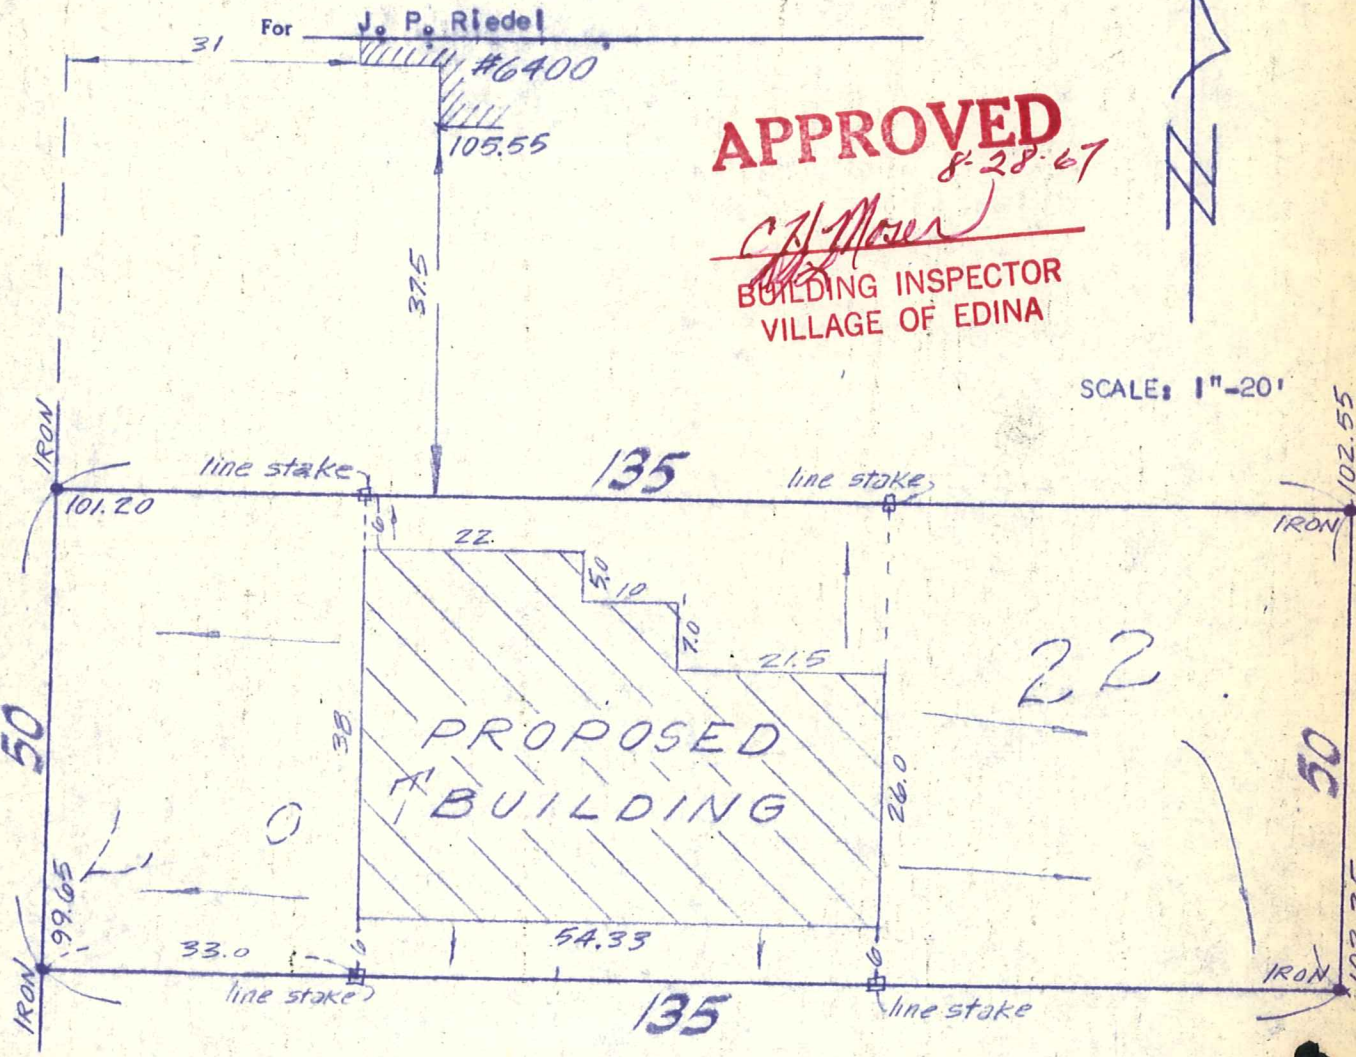 For J. P. Riedel
31
#6400
105.55
37.5
APPROVED
8-28-67
C H Moser
BUILDING INSPECTOR
VILLAGE OF EDINA
N
SCALE: 1"-20'
IRON
101.20
line stake
135
line stake
102.55
IRON
6
22.
5.0
10
7.0
21.5
22
50
38
PROPOSED
BUILDING
26.0
50
LO
99.65
33.0
6
54.33
6
IRON
line stake
135
line stake
IRON